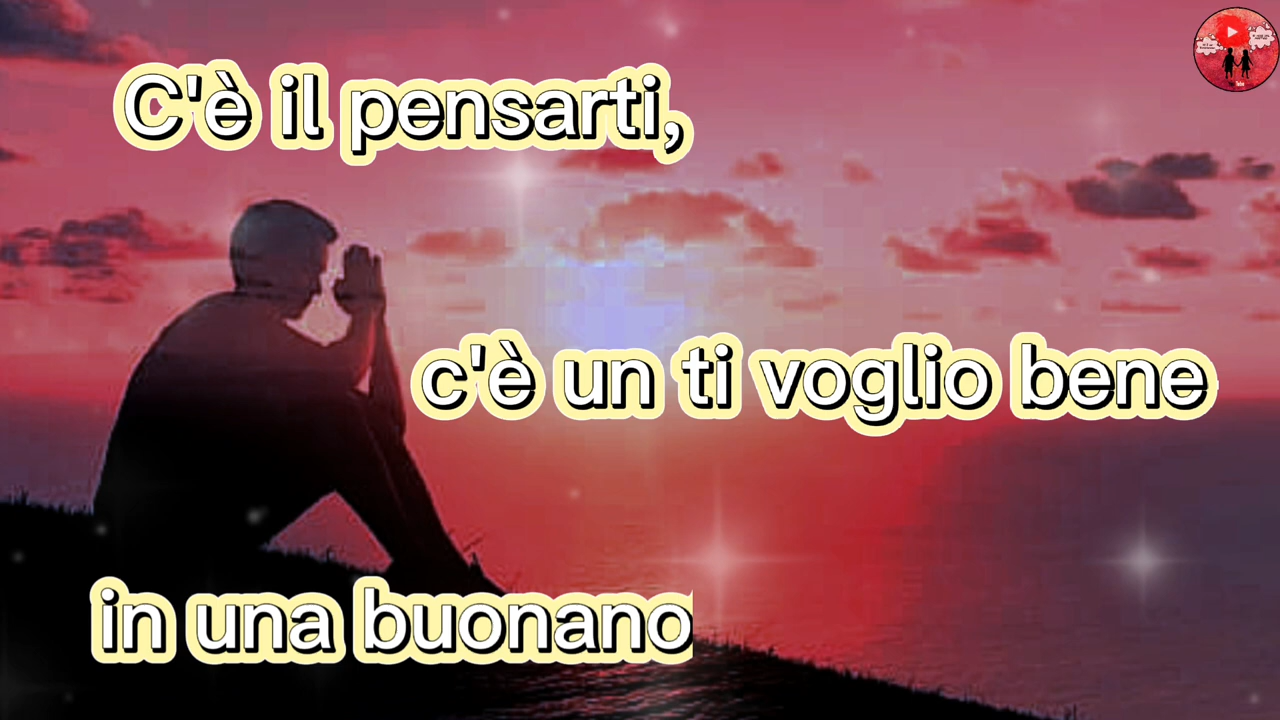 C'è il pensarti,
c'è un ti voglio bene
in una buonano